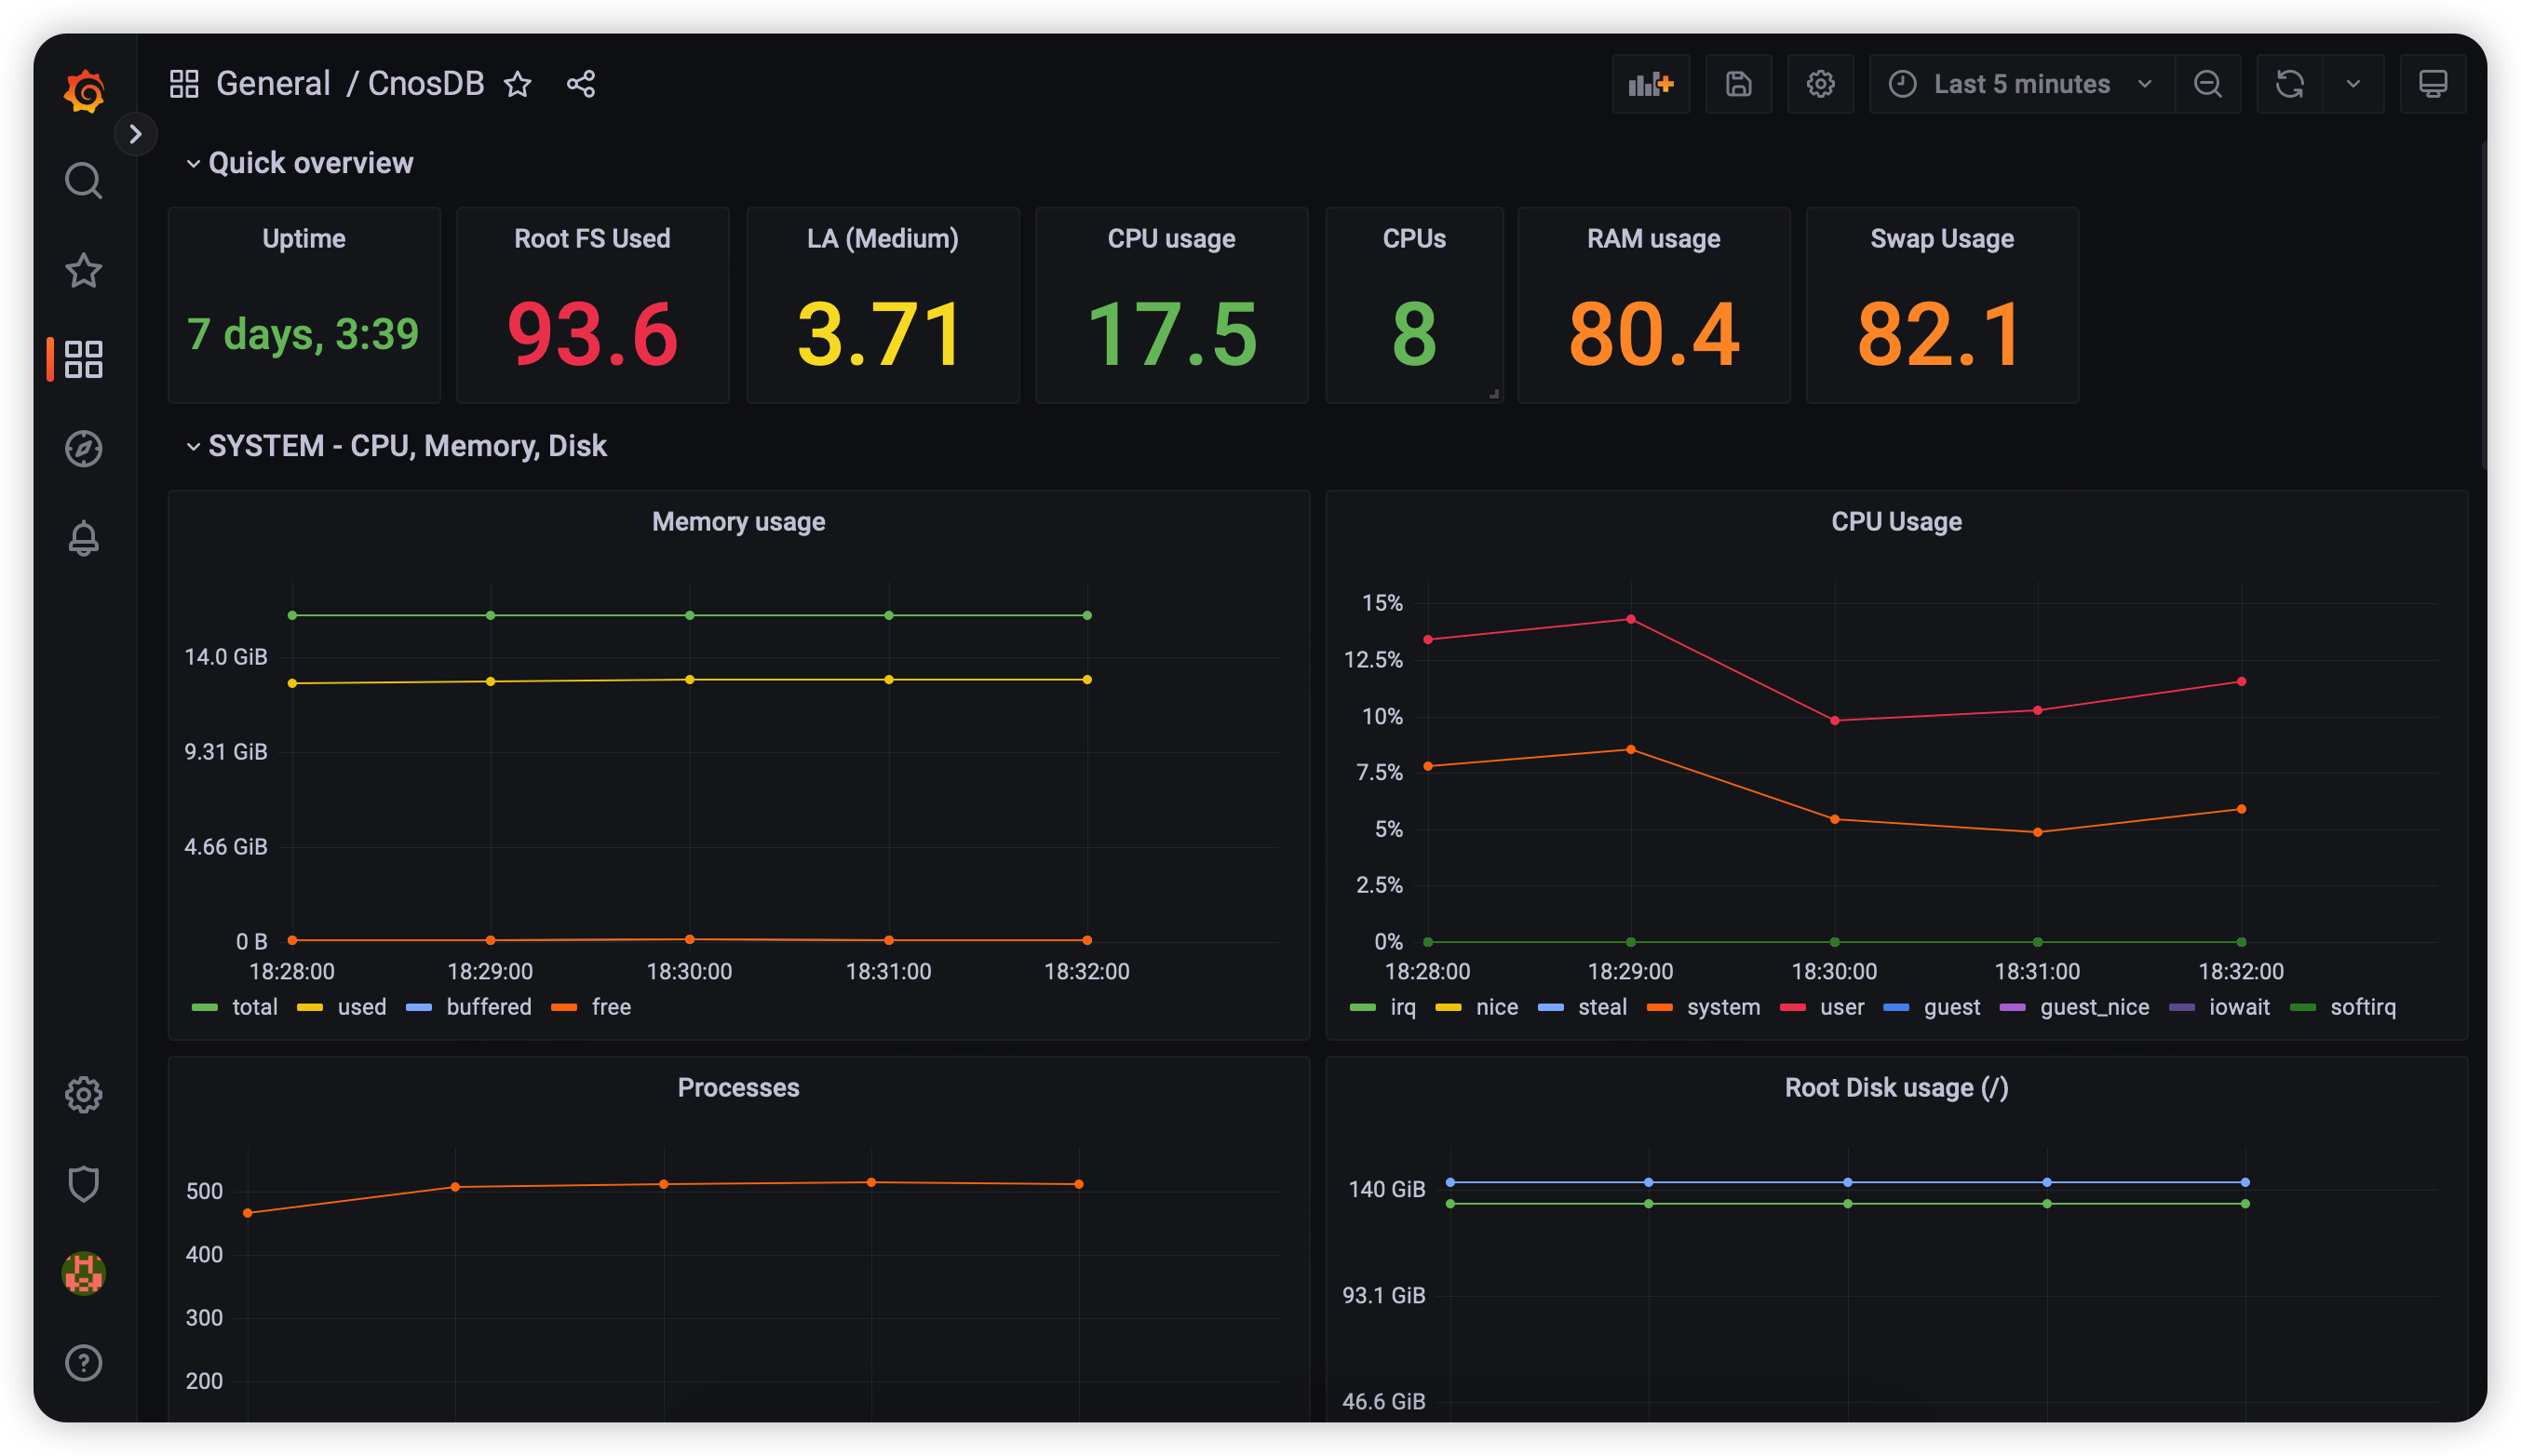 General / CnosDB
Last 5 minutes
Quick overview
Uptime
Root FS Used
LA (Medium)
CPU usage
CPUs
RAM usage
Swap Usage
7 days, 3:39
93.6
3.71
17.5
8
80.4
82.1
SYSTEM - CPU, Memory, Disk
Memory usage
14.0 GiB
9.31 GiB
4.66 GiB
0 B
18:28:00 18:29:00 18:30:00 18:31:00 18:32:00
total used buffered free
CPU Usage
15%
12.5%
10%
7.5%
5%
2.5%
0%
18:28:00 18:29:00 18:30:00 18:31:00 18:32:00
irq nice steal system user guest guest_nice iowait softirq
Processes
500
400
300
200
Root Disk usage (/)
140 GiB
93.1 GiB
46.6 GiB